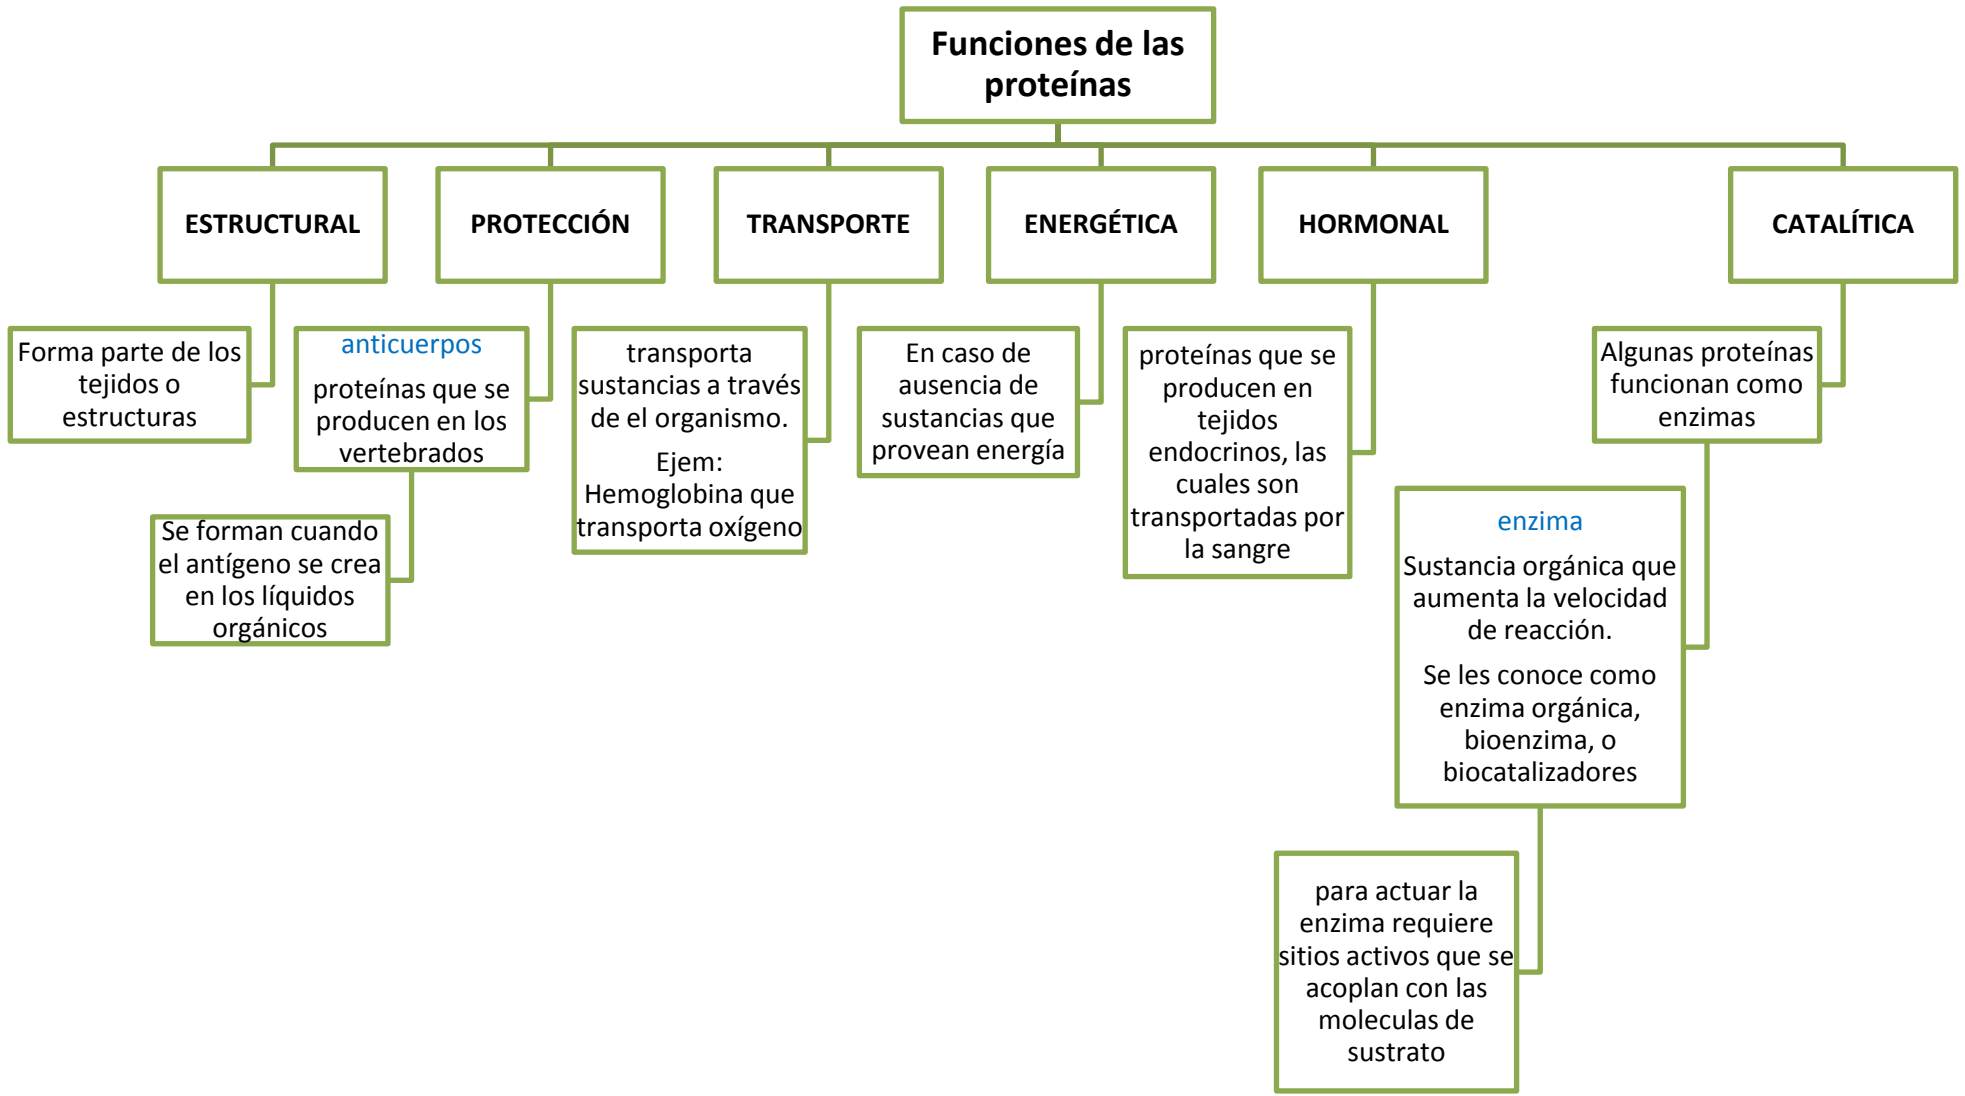 Funciones de las
proteínas
ESTRUCTURAL
PROTECCIÓN
TRANSPORTE
ENERGÉTICA
HORMONAL
CATALÍTICA
Forma parte de los
tejidos o
estructuras
anticuerpos
proteínas que se
producen en los
vertebrados
Se forman cuando
el antígeno se crea
en los líquidos
orgánicos
transporta
sustancias a través
de el organismo.
Ejem:
Hemoglobina que
transporta oxígeno
En caso de
ausencia de
sustancias que
provean energía
proteínas que se
producen en
tejidos
endocrinos, las
cuales son
transportadas por
la sangre
Algunas proteínas
funcionan como
enzimas
enzima
Sustancia orgánica que
aumenta la velocidad
de reacción.
Se les conoce como
enzima orgánica,
bioenzima, o
biocatalizadores
para actuar la
enzima requiere
sitios activos que se
acoplan con las
moleculas de
sustrato